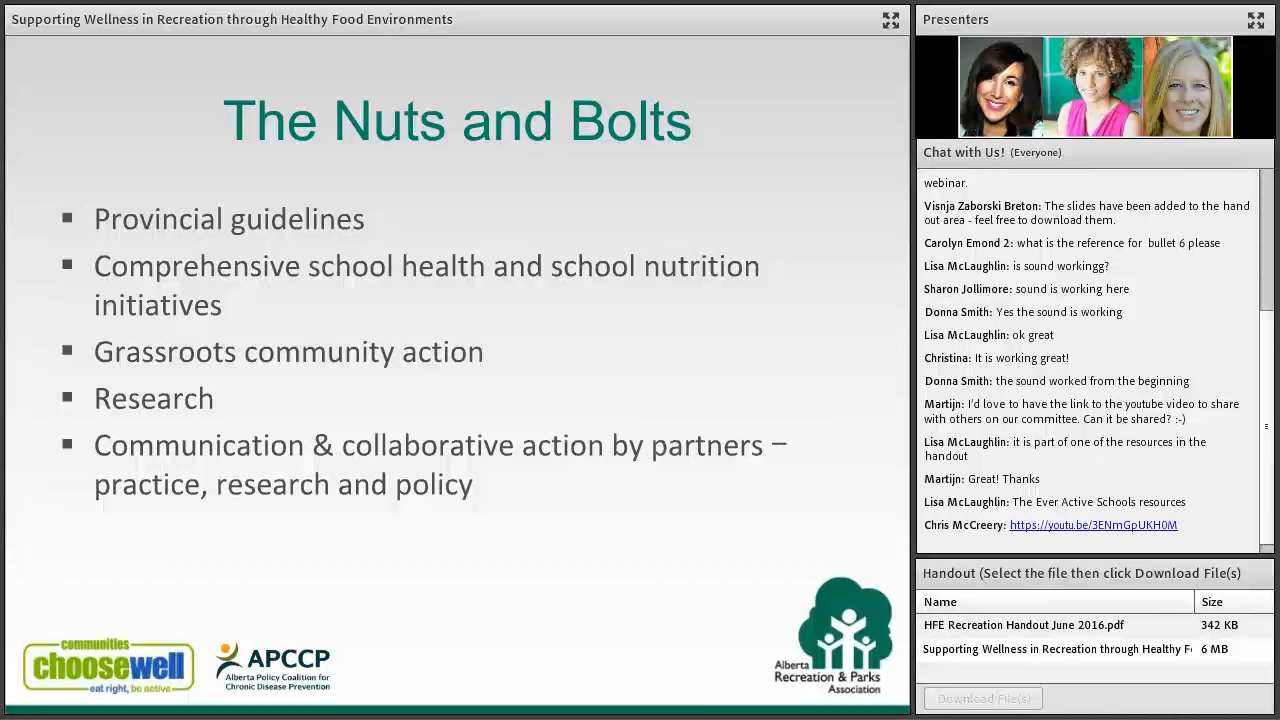 Supporting Wellness in Recreation through Healthy Food Environments
The Nuts and Bolts
▪ Provincial guidelines
▪ Comprehensive school health and school nutrition
initiatives
▪ Grassroots community action
▪ Research
▪ Communication & collaborative action by partners –
practice, research and policy
communities
choosewell
eat right, be active
APCCP
Alberta Policy Coalition for
Chronic Disease Prevention
Alberta
Recreation & Parks
Association
Presenters
Chat with Us! (Everyone)
webinar.
Visnja Zaborski Breton: The slides have been added to the hand
out area - feel free to download them.
Carolyn Emond 2: what is the reference for bullet 6 please
Lisa McLaughlin: is sound workingg?
Sharon Jollimore: sound is working here
Donna Smith: Yes the sound is working
Lisa McLaughlin: ok great
Christina: It is working great!
Donna Smith: the sound worked from the beginning
Martijn: I'd love to have the link to the youtube video to share
with others on our committee. Can it be shared? :-)
Lisa McLaughlin: it is part of one of the resources in the
handout
Martijn: Great! Thanks
Lisa McLaughlin: The Ever Active Schools resources
Chris McCreery: https://youtu.be/3ENmGpUKH0M
Handout (Select the file then click Download File(s)
Name Size
HFE Recreation Handout June 2016.pdf 342 KB
Supporting Wellness in Recreation through Healthy F 6 MB
Download File(s)